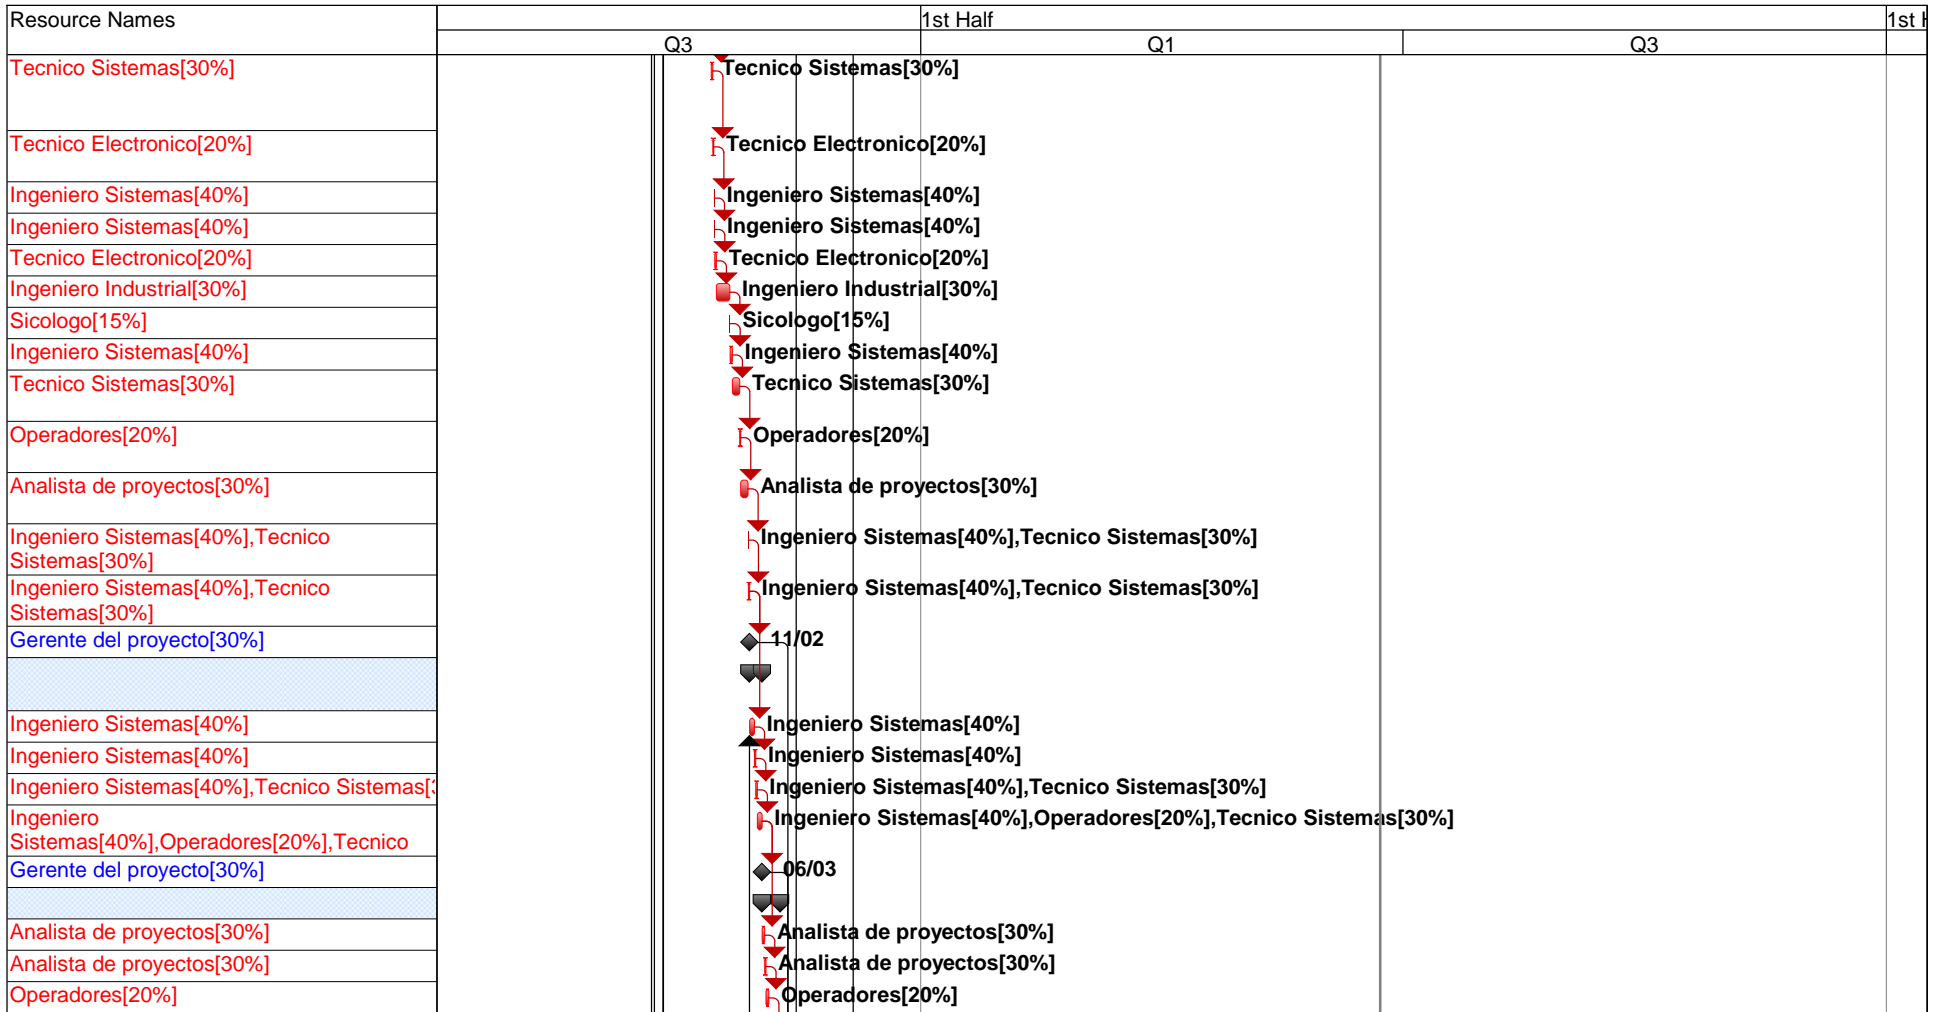 Resource Names
1st Half
1st H
Q3
Q1
Q3
Tecnico Sistemas[30%]
Tecnico Sistemas[30%]
Tecnico Electronico[20%]
Tecnico Electronico[20%]
Ingeniero Sistemas[40%]
Ingeniero Sistemas[40%]
Ingeniero Sistemas[40%]
Ingeniero Sistemas[40%]
Tecnico Electronico[20%]
Tecnico Electronico[20%]
Ingeniero Industrial[30%]
Ingeniero Industrial[30%]
Sicologo[15%]
Sicologo[15%]
Ingeniero Sistemas[40%]
Ingeniero Sistemas[40%]
Tecnico Sistemas[30%]
Tecnico Sistemas[30%]
Operadores[20%]
Operadores[20%]
Analista de proyectos[30%]
Analista de proyectos[30%]
Ingeniero Sistemas[40%],Tecnico
Sistemas[30%]
Ingeniero Sistemas[40%],Tecnico Sistemas[30%]
Ingeniero Sistemas[40%],Tecnico
Sistemas[30%]
Ingeniero Sistemas[40%],Tecnico Sistemas[30%]
Gerente del proyecto[30%]
11/02
Ingeniero Sistemas[40%]
Ingeniero Sistemas[40%]
Ingeniero Sistemas[40%]
Ingeniero Sistemas[40%]
Ingeniero Sistemas[40%],Tecnico Sistemas[3
Ingeniero Sistemas[40%],Tecnico Sistemas[30%]
Ingeniero
Sistemas[40%],Operadores[20%],Tecnico
Ingeniero Sistemas[40%],Operadores[20%],Tecnico Sistemas[30%]
Gerente del proyecto[30%]
06/03
Analista de proyectos[30%]
Analista de proyectos[30%]
Analista de proyectos[30%]
Analista de proyectos[30%]
Operadores[20%]
Operadores[20%]